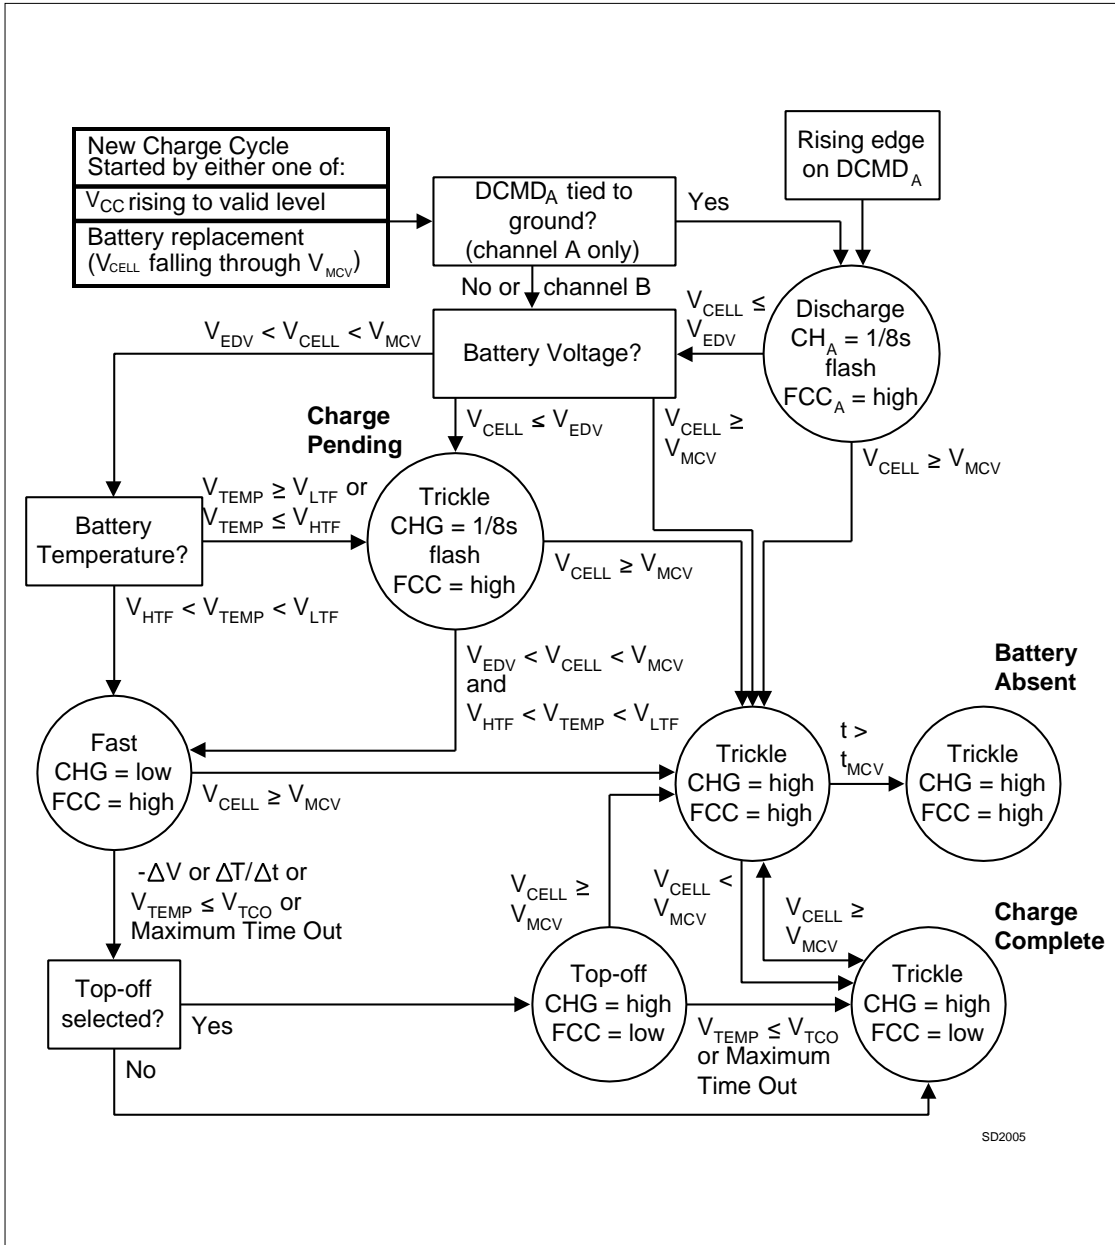 New Charge Cycle
Started by either one of:
VCC rising to valid level
Battery replacement
(VCELL falling through VMCV)
DCMDA tied to
ground?
(channel A only)
Yes
Rising edge
on DCMDA
No or channel B
VCELL ≤
VEDV
Discharge
CHA = 1/8s
flash
FCCA = high
VEDV < VCELL < VMCV
Battery Voltage?
Charge
Pending
VCELL ≤ VEDV
VCELL ≥
VMCV
VCELL ≥ VMCV
VTEMP ≥ VLTF or
VTEMP ≤ VHTF
Battery
Temperature?
Trickle
CHG = 1/8s
flash
FCC = high
VCELL ≥ VMCV
VHTF < VTEMP < VLTF
VEDV < VCELL < VMCV
and
VHTF < VTEMP < VLTF
Battery
Absent
Fast
CHG = low
FCC = high
VCELL ≥ VMCV
Trickle
CHG = high
FCC = high
t >
tMCV
Trickle
CHG = high
FCC = high
-ΔV or ΔT/Δt or
VTEMP ≤ VTCO or
Maximum Time Out
VCELL ≥
VMCV
VCELL <
VMCV
VCELL ≥
VMCV
Charge
Complete
Top-off
selected?
Yes
No
Top-off
CHG = high
FCC = low
VTEMP ≤ VTCO
or Maximum
Time Out
Trickle
CHG = high
FCC = low
SD2005